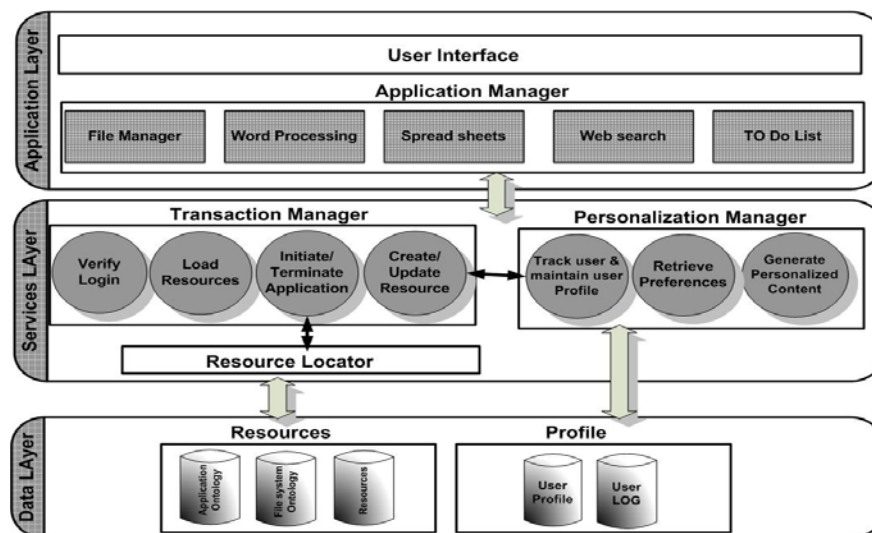 Application Layer
User Interface
Application Manager
File Manager
Word Processing
Spread sheets
Web search
TO Do List
Services LAyer
Transaction Manager
Verify
Login
Load
Resources
Initiate/
Terminate
Application
Create/
Update
Resource
Resource Locator
Personalization Manager
Track user &
maintain user
Profile
Retrieve
Preferences
Generate
Personalized
Content
Data LAyer
Resources
Application
Ontology
File system
Ontology
Resources
Profile
User
Profile
User
LOG